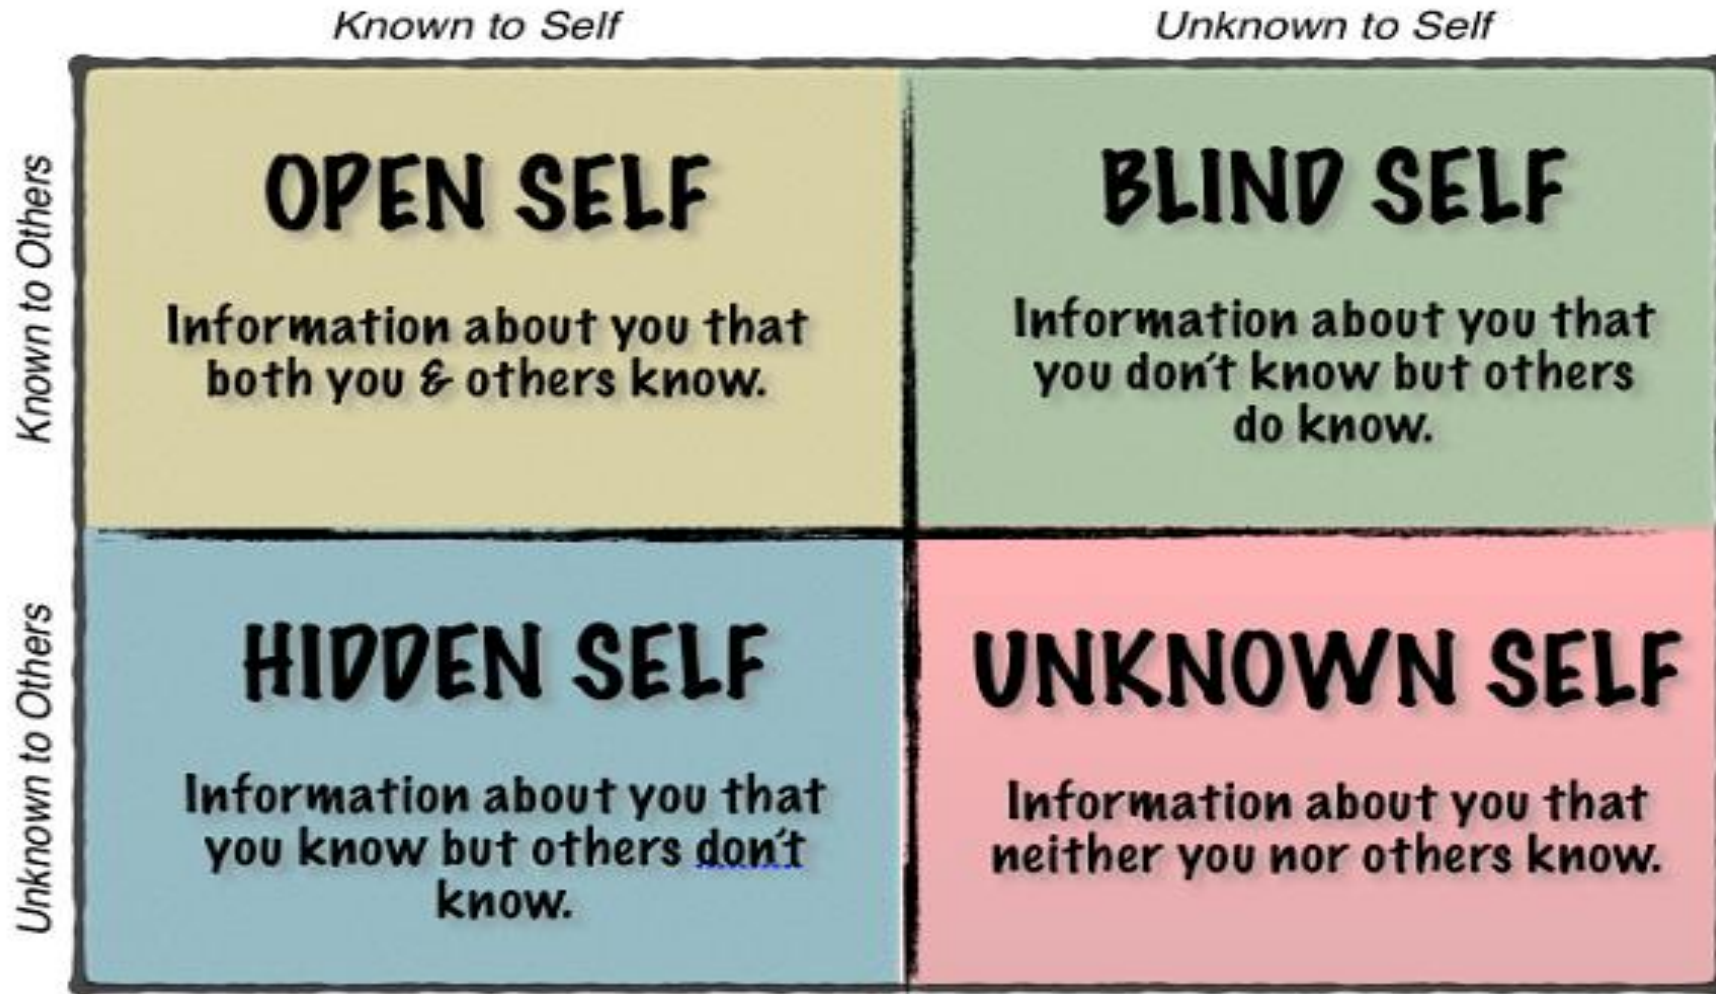 Known to Self
Unknown to Self
Known to Others
OPEN SELF
Information about you that
both you & others know.
BLIND SELF
Information about you that
you don't know but others
do know.
Unknown to Others
HIDDEN SELF
Information about you that
you know but others don't
know.
UNKNOWN SELF
Information about you that
neither you nor others know.